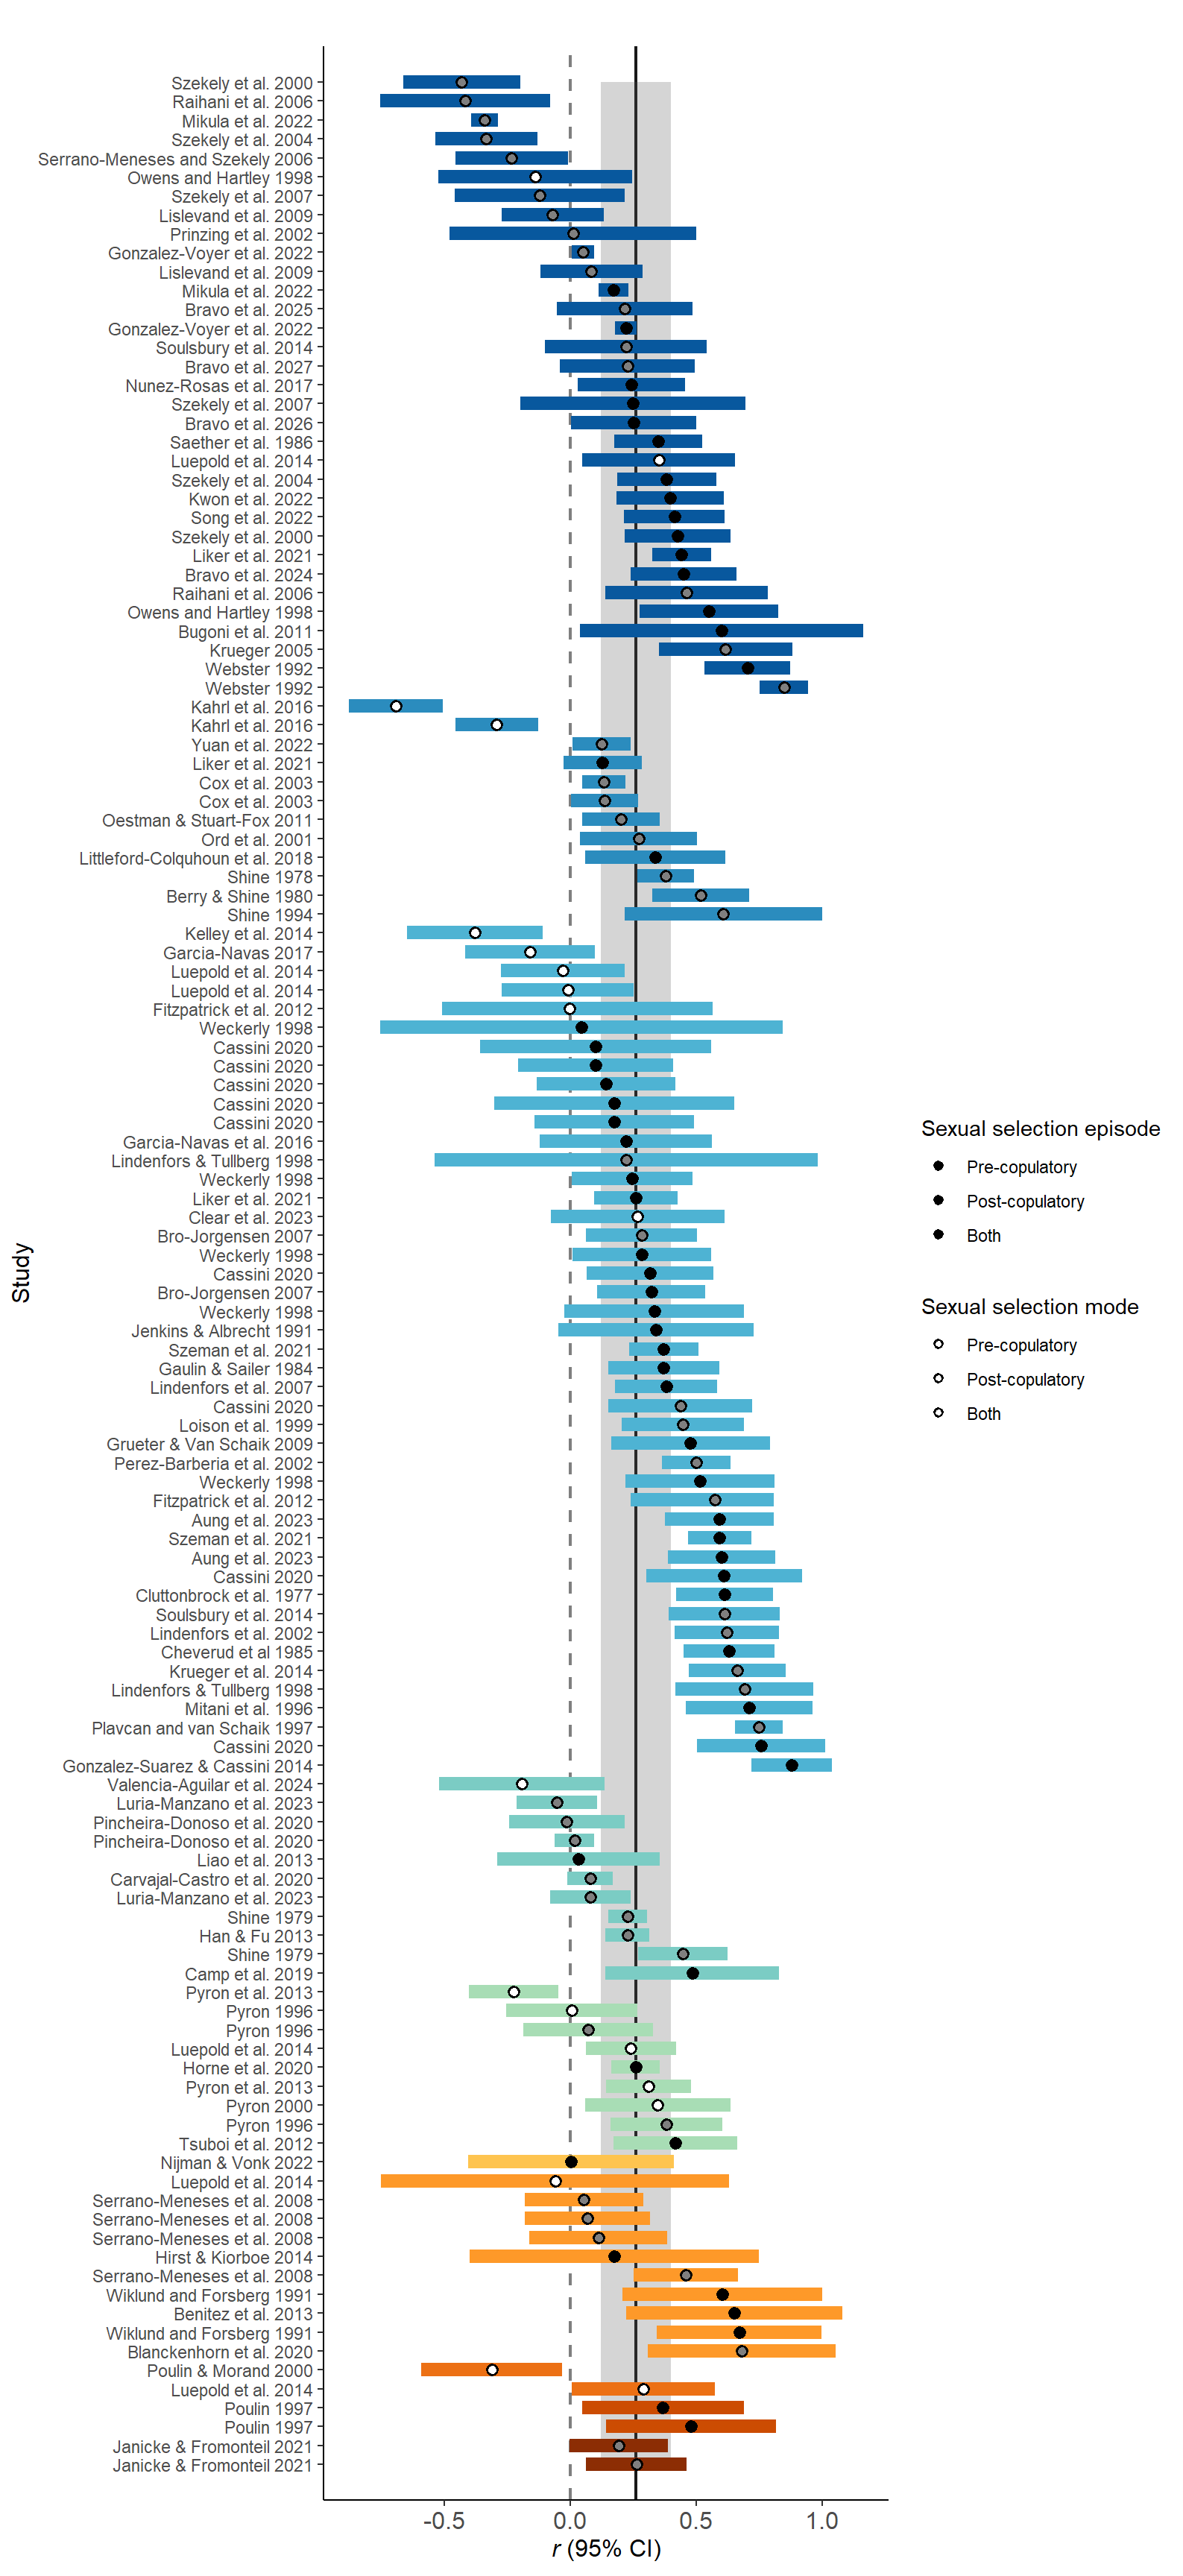 Szekely et al. 2000
Raihani et al. 2006
Mikula et al. 2022
Szekely et al. 2004
Serrano-Meneses and Szekely 2006
Owens and Hartley 1998
Szekely et al. 2007
Lislevand et al. 2009
Prinzing et al. 2002
Gonzalez-Voyer et al. 2022
Lislevand et al. 2009
Mikula et al. 2022
Bravo et al. 2025
Gonzalez-Voyer et al. 2022
Soulsbury et al. 2014
Bravo et al. 2027
Nunez-Rosas et al. 2017
Szekely et al. 2007
Bravo et al. 2026
Saether et al. 1986
Luepold et al. 2014
Szekely et al. 2004
Kwon et al. 2022
Song et al. 2022
Szekely et al. 2000
Liker et al. 2021
Bravo et al. 2024
Raihani et al. 2006
Owens and Hartley 1998
Bugoni et al. 2011
Krueger 2005
Webster 1992
Webster 1992
Kahrl et al. 2016
Kahrl et al. 2016
Yuan et al. 2022
Liker et al. 2021
Cox et al. 2003
Cox et al. 2003
Oestman & Stuart-Fox 2011
Ord et al. 2001
Littleford-Colquhoun et al. 2018
Shine 1978
Berry & Shine 1980
Shine 1994
Kelley et al. 2014
Garcia-Navas 2017
Luepold et al. 2014
Luepold et al. 2014
Fitzpatrick et al. 2012
Weckerly 1998
Cassini 2020
Cassini 2020
Cassini 2020
Cassini 2020
Cassini 2020
Garcia-Navas et al. 2016
Lindenfors & Tullberg 1998
Weckerly 1998
Liker et al. 2021
Clear et al. 2023
Bro-Jorgensen 2007
Weckerly 1998
Cassini 2020
Bro-Jorgensen 2007
Weckerly 1998
Jenkins & Albrecht 1991
Szeman et al. 2021
Gaulin & Sailer 1984
Lindenfors et al. 2007
Cassini 2020
Loison et al. 1999
Grueter & Van Schaik 2009
Perez-Barberia et al. 2002
Weckerly 1998
Fitzpatrick et al. 2012
Aung et al. 2023
Szeman et al. 2021
Aung et al. 2023
Cassini 2020
Cluttonbrock et al. 1977
Soulsbury et al. 2014
Lindenfors et al. 2002
Cheverud et al 1985
Krueger et al. 2014
Lindenfors & Tullberg 1998
Mitani et al. 1996
Plavcan and van Schaik 1997
Cassini 2020
Gonzalez-Suarez & Cassini 2014
Valencia-Aguilar et al. 2024
Luria-Manzano et al. 2023
Pincheira-Donoso et al. 2020
Pincheira-Donoso et al. 2020
Liao et al. 2013
Carvajal-Castro et al. 2020
Luria-Manzano et al. 2023
Shine 1979
Han & Fu 2013
Shine 1979
Camp et al. 2019
Pyron et al. 2013
Pyron 1996
Pyron 1996
Luepold et al. 2014
Horne et al. 2020
Pyron et al. 2013
Pyron 2000
Pyron 1996
Tsuboi et al. 2012
Nijman & Vonk 2022
Luepold et al. 2014
Serrano-Meneses et al. 2008
Serrano-Meneses et al. 2008
Serrano-Meneses et al. 2008
Hirst & Kiorboe 2014
Serrano-Meneses et al. 2008
Wiklund and Forsberg 1991
Benitez et al. 2013
Wiklund and Forsberg 1991
Blanckenhorn et al. 2020
Poulin & Morand 2000
Luepold et al. 2014
Poulin 1997
Poulin 1997
Janicke & Fromonteil 2021
Janicke & Fromonteil 2021
Study
-0.5 0.0 0.5 1.0
r (95% CI)
Sexual selection episode
Pre-copulatory
Post-copulatory
Both
Sexual selection mode
Pre-copulatory
Post-copulatory
Both